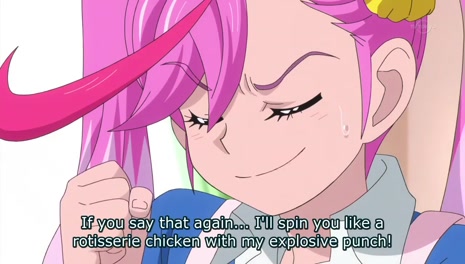 If you say that again... I'll spin you like a
rotisserie chicken with my explosive punch!